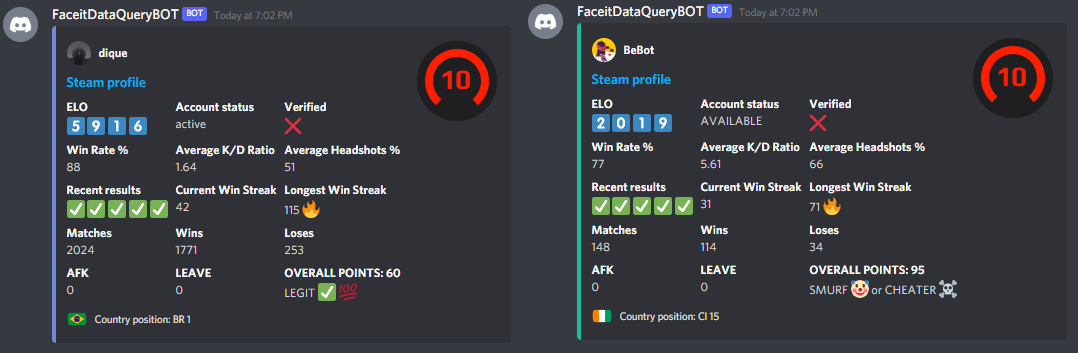 FaceitDataQueryBOT BOT Today at 7:02 PM
dique
10
Steam profile
ELO Account status Verified
5 9 1 6 active
Win Rate % Average K/D Ratio Average Headshots %
88 1.64 51
Recent results Current Win Streak Longest Win Streak
42 115
Matches Wins Loses
2024 1771 253
AFK LEAVE OVERALL POINTS: 60
0 0 LEGIT 100
Country position: BR 1
FaceitDataQueryBOT BOT Today at 7:02 PM
BeBot
10
Steam profile
ELO Account status Verified
2 0 1 9 AVAILABLE
Win Rate % Average K/D Ratio Average Headshots %
77 5.61 66
Recent results Current Win Streak Longest Win Streak
31 71
Matches Wins Loses
148 114 34
AFK LEAVE OVERALL POINTS: 95
0 0 SMURF or CHEATER
Country position: CI 15